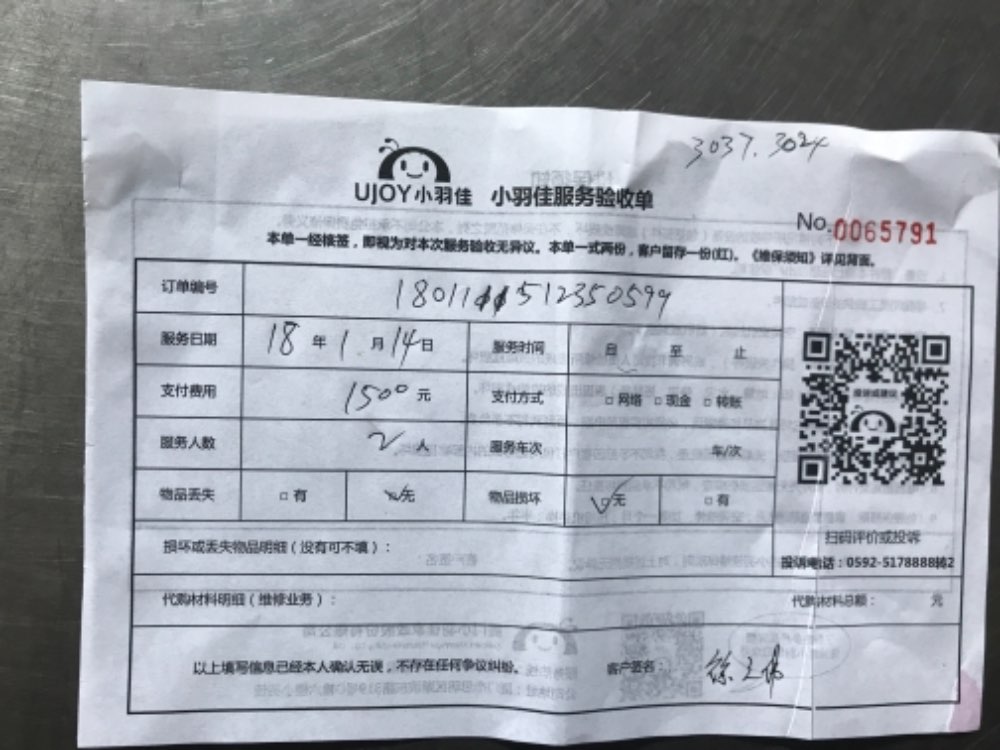 3037.3024
UJOY小羽佳 小羽佳服务验收单
No.0065791
本单一经接签，即视为对本次服务验收无异议。本单一式两份，客户留存一份(红)。《维保须知》详见背面。
订单编号
服务日期 18 年 1 月 14 日 服务时间 自 至 止
支付费用 1500 元 支付方式 □网络 □现金 □转账
服务人数 2 人 服务车次 车/次
物品丢失 □有 □无 物品损坏 □无 □有
损坏或丢失物品明细（没有可不填）：
扫码评价或投诉
投诉电话：0592-5178888转2
代购材料明细（维修业务）： 代购材料总额： 元
以上填写信息已经本人确认无误，不存在任何争议纠纷。 客户签名